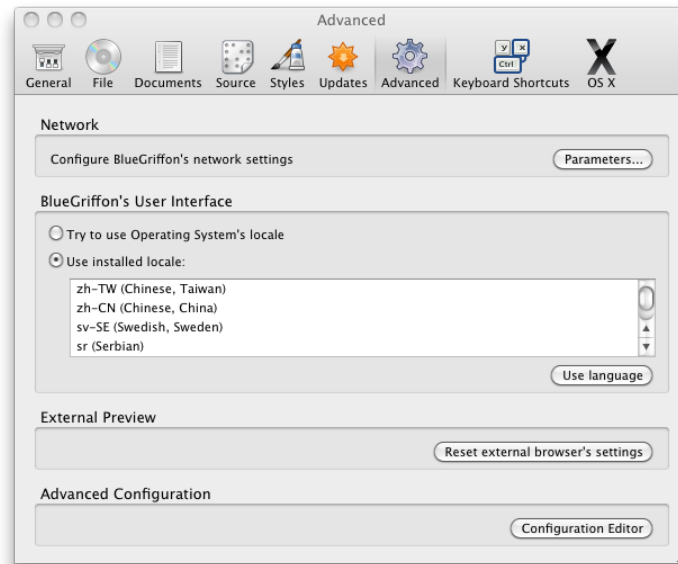 Advanced
General File Documents Source Styles Updates Advanced Y X Ctrl Keyboard Shortcuts X OS X
Network
Configure BlueGriffon's network settings Parameters...
BlueGriffon's User Interface
Try to use Operating System's locale
Use installed locale:
zh-TW (Chinese, Taiwan)
zh-CN (Chinese, China)
sv-SE (Swedish, Sweden)
sr (Serbian)
Use language
External Preview
Reset external browser's settings
Advanced Configuration
Configuration Editor